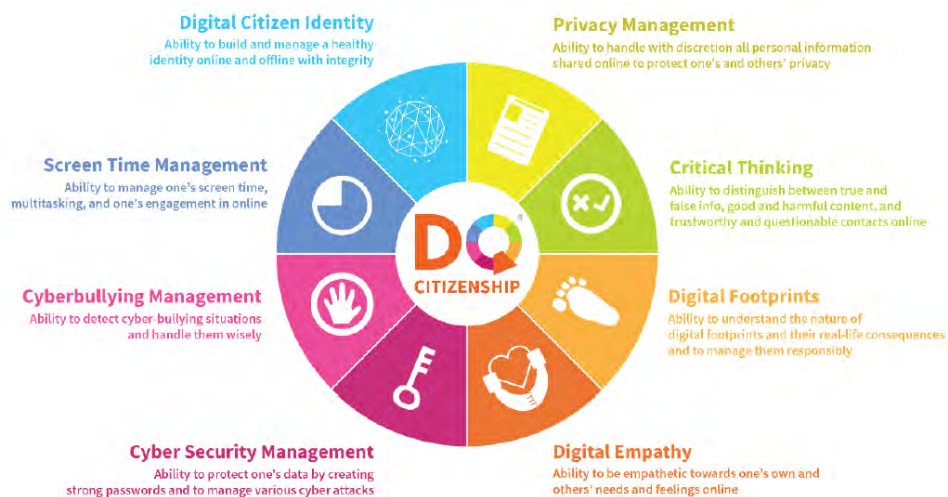 Digital Citizen Identity
Ability to build and manage a healthy
identity online and offline with integrity
Privacy Management
Ability to handle with discretion all personal information
shared online to protect one's and others' privacy
Screen Time Management
Ability to manage one's screen time,
multitasking, and one's engagement in online
Critical Thinking
Ability to distinguish between true and
false info, good and harmful content, and
trustworthy and questionable contacts online
DQ®
CITIZENSHIP
Cyberbullying Management
Ability to detect cyber-bullying situations
and handle them wisely
Digital Footprints
Ability to understand the nature of
digital footprints and their real-life consequences
and to manage them responsibly
Cyber Security Management
Ability to protect one's data by creating
strong passwords and to manage various cyber attacks
Digital Empathy
Ability to be empathetic towards one's own and
others' needs and feelings online